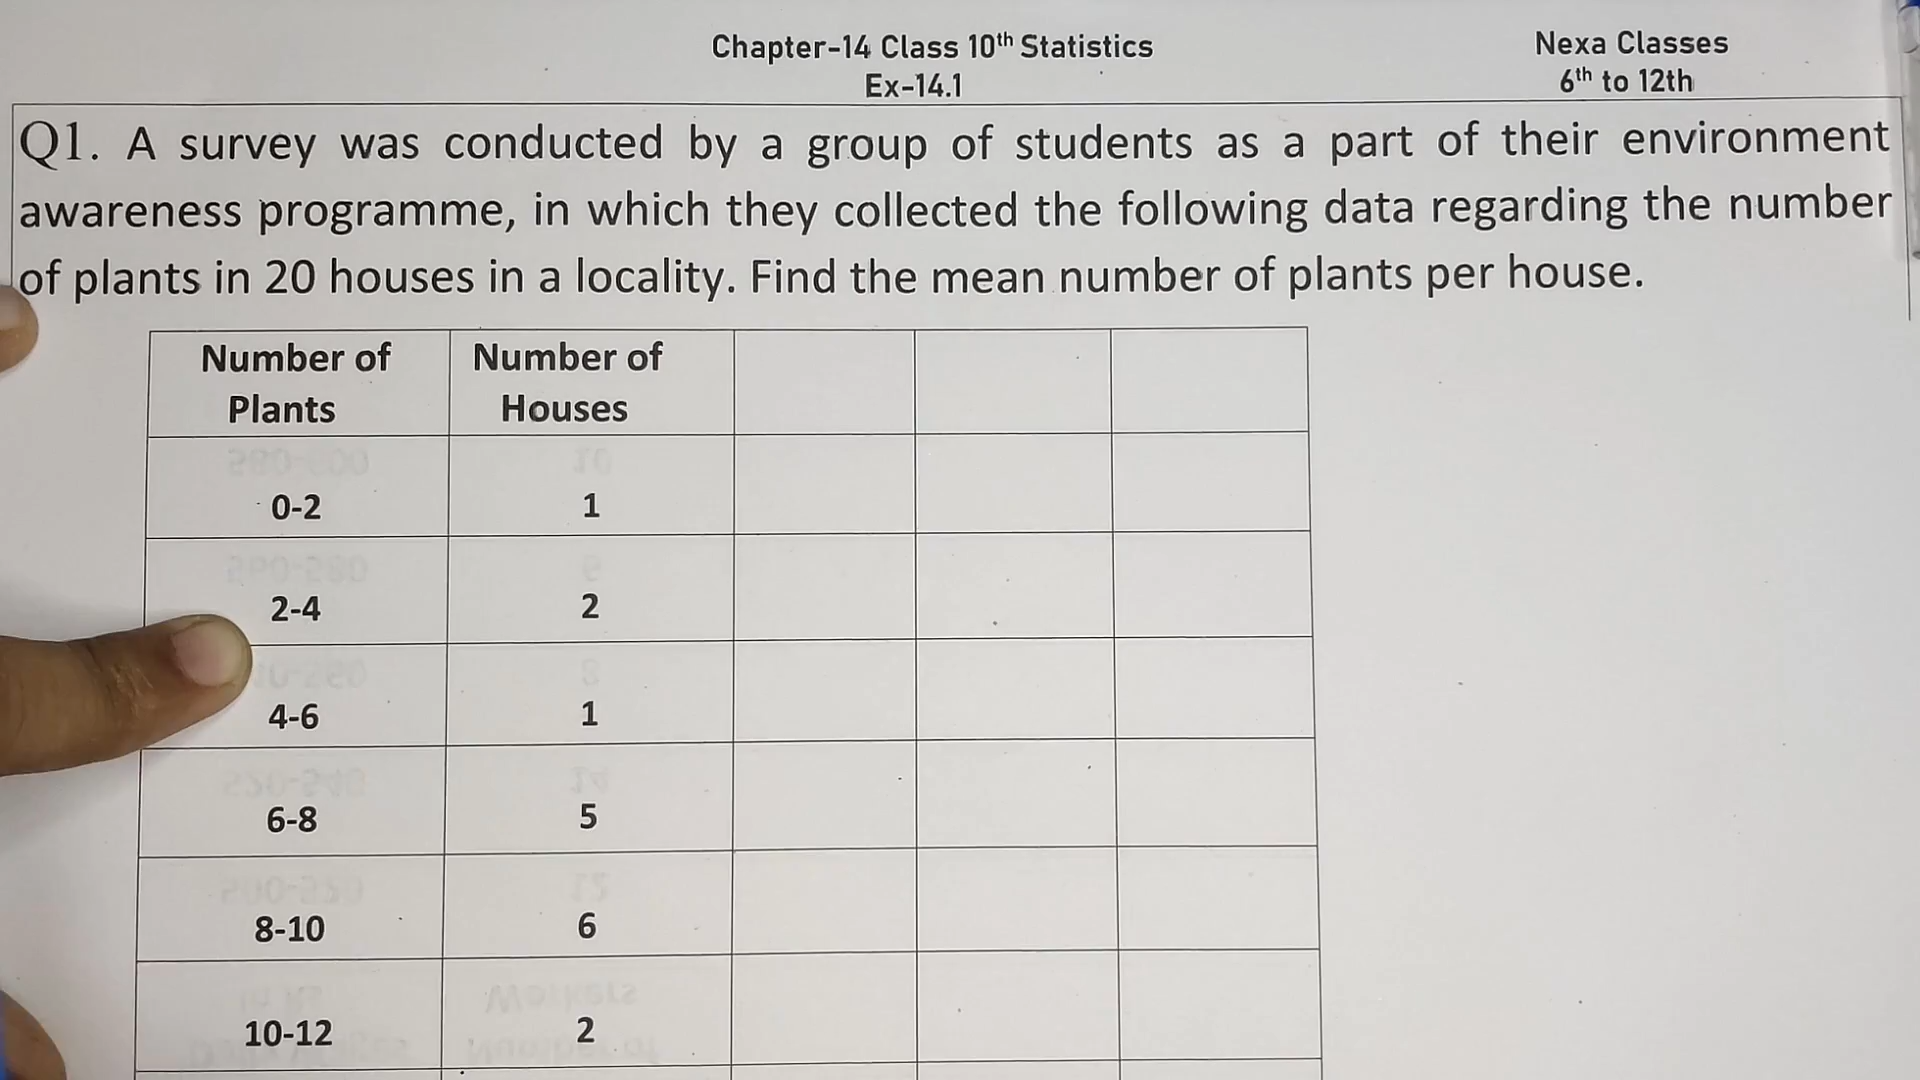 Chapter-14 Class 10th Statistics
Ex-14.1
Nexa Classes
6th to 12th
Q1. A survey was conducted by a group of students as a part of their environment
awareness programme, in which they collected the following data regarding the number
of plants in 20 houses in a locality. Find the mean number of plants per house.
Number of Plants Number of Houses
0-2 1
2-4 2
4-6 1
6-8 5
8-10 6
10-12 2